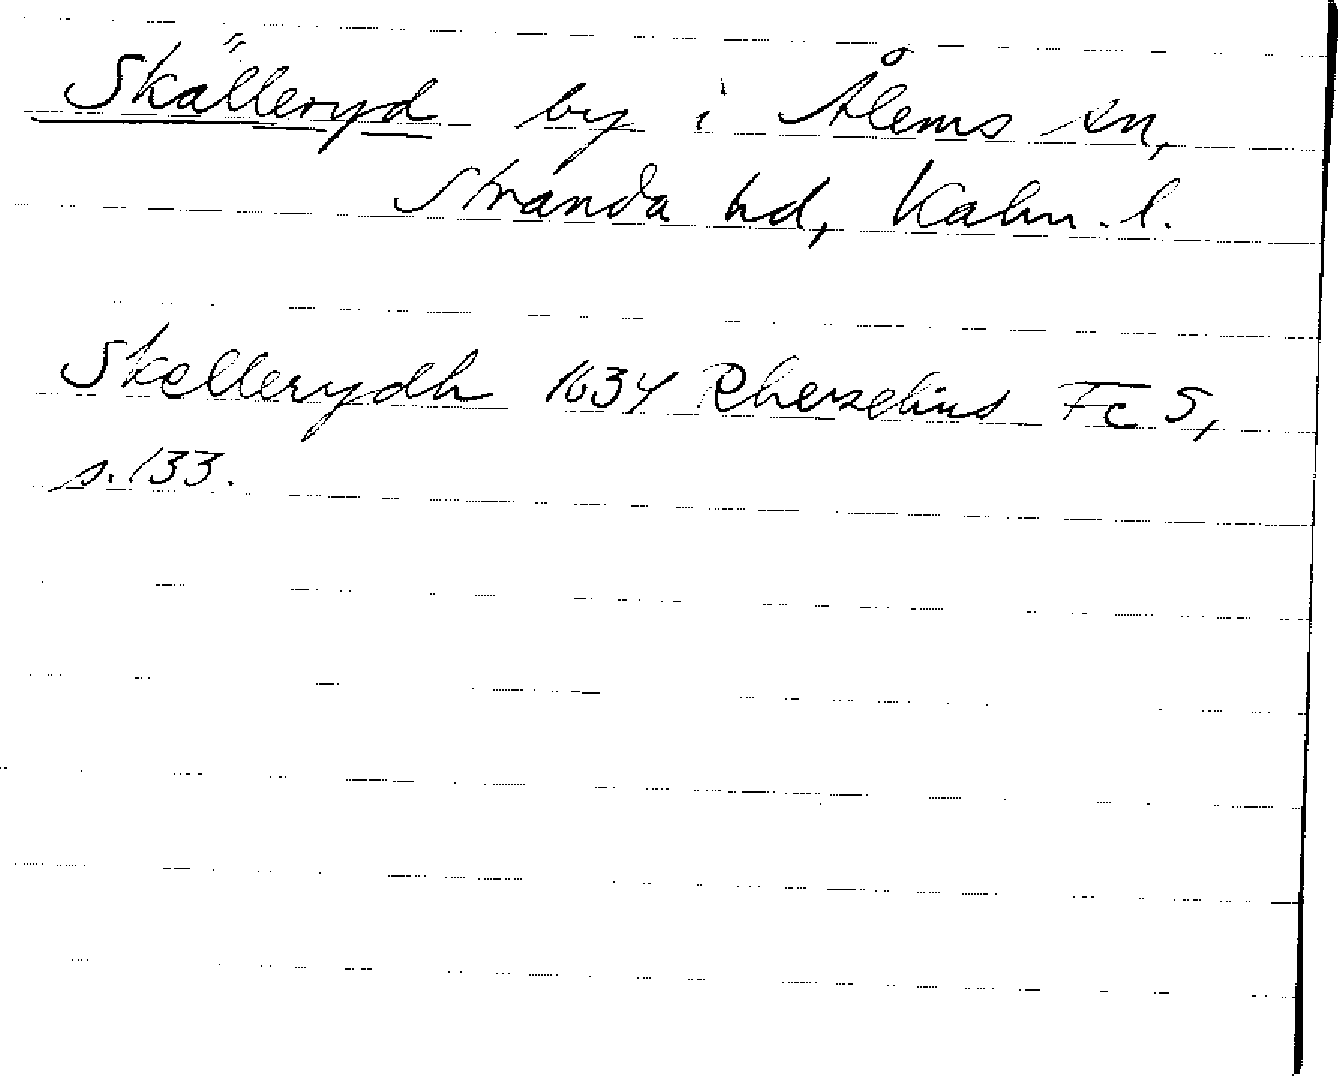 Skälleryd by i Ålems sn,
Stranda hd, Kalm. l.
Skellerydh 1634 Rhezelius Fc 5,
s. 133.